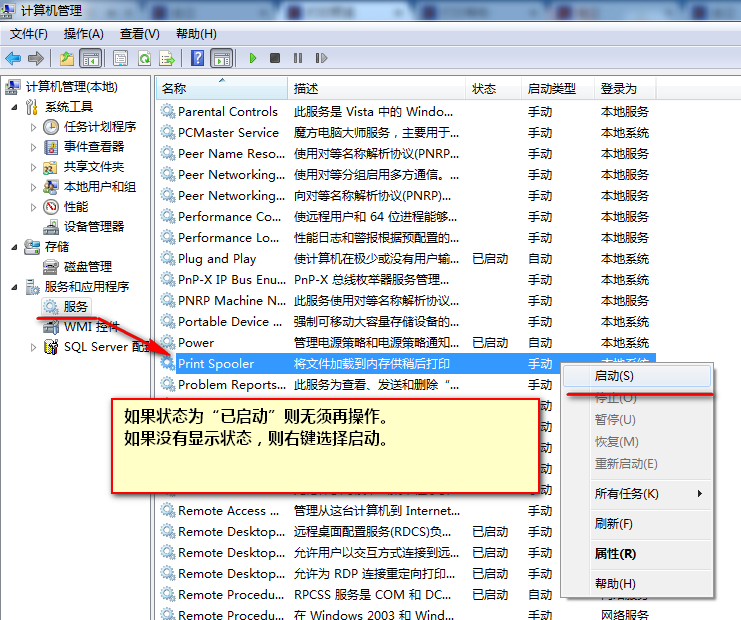 计算机管理
文件(F) 操作(A) 查看(V) 帮助(H)
计算机管理(本地)
系统工具
任务计划程序
事件查看器
共享文件夹
本地用户和组
性能
设备管理器
存储
磁盘管理
服务和应用程序
服务
WMI 控件
SQL Server 配
名称 描述 状态 启动类型 登录为
Parental Controls 此服务是 Vista 中的 Windo... 手动 本地服务
PCMaster Service 魔方电脑大师服务，主要用于... 手动 本地系统
Peer Name Reso... 使用对等名称解析协议(PNRP... 手动 本地服务
Peer Networking... 使用对等分组启用多方通信。... 手动 本地服务
Peer Networking... 向对等名称解析协议(PNRP)... 手动 本地服务
Performance Co... 使远程用户和 64 位进程能够... 手动 本地服务
Performance Lo... 性能日志和警报根据预配置的... 手动 本地服务
Plug and Play 使计算机在极少或没有用户输... 已启动 自动 本地系统
PnP-X IP Bus Enu... PnP-X 总线枚举器服务管理... 手动 本地系统
PNRP Machine N... 此服务使用对等名称解析协议... 手动 本地服务
Portable Device ... 强制可移动大容量存储设备的... 手动 本地系统
Power 管理电源策略和电源策略通知... 已启动 自动 本地系统
Print Spooler 将文件加载到内存供稍后打印 手动 本地系统
Problem Reports... 此服务为查看、发送和删除“... 手动
启动(S)
停止(O)
暂停(U)
恢复(M)
重新启动(E)
所有任务(K)
刷新(F)
属性(R)
帮助(H)
如果状态为“已启动”则无须再操作。
如果没有显示状态，则右键选择启动。
Remote Access ... 管理从这台计算机到 Internet... 手动
Remote Desktop... 远程桌面配置服务(RDCS)负... 已启动 手动
Remote Desktop... 允许用户以交互方式连接到远... 已启动 手动
Remote Desktop... 允许为 RDP 连接重定向打印... 已启动 手动
Remote Procedu... RPCSS 服务是 COM 和 DC... 已启动 自动 网络服务
Remote Procedu... 在 Windows 2003 和 Wind... 手动 网络服务